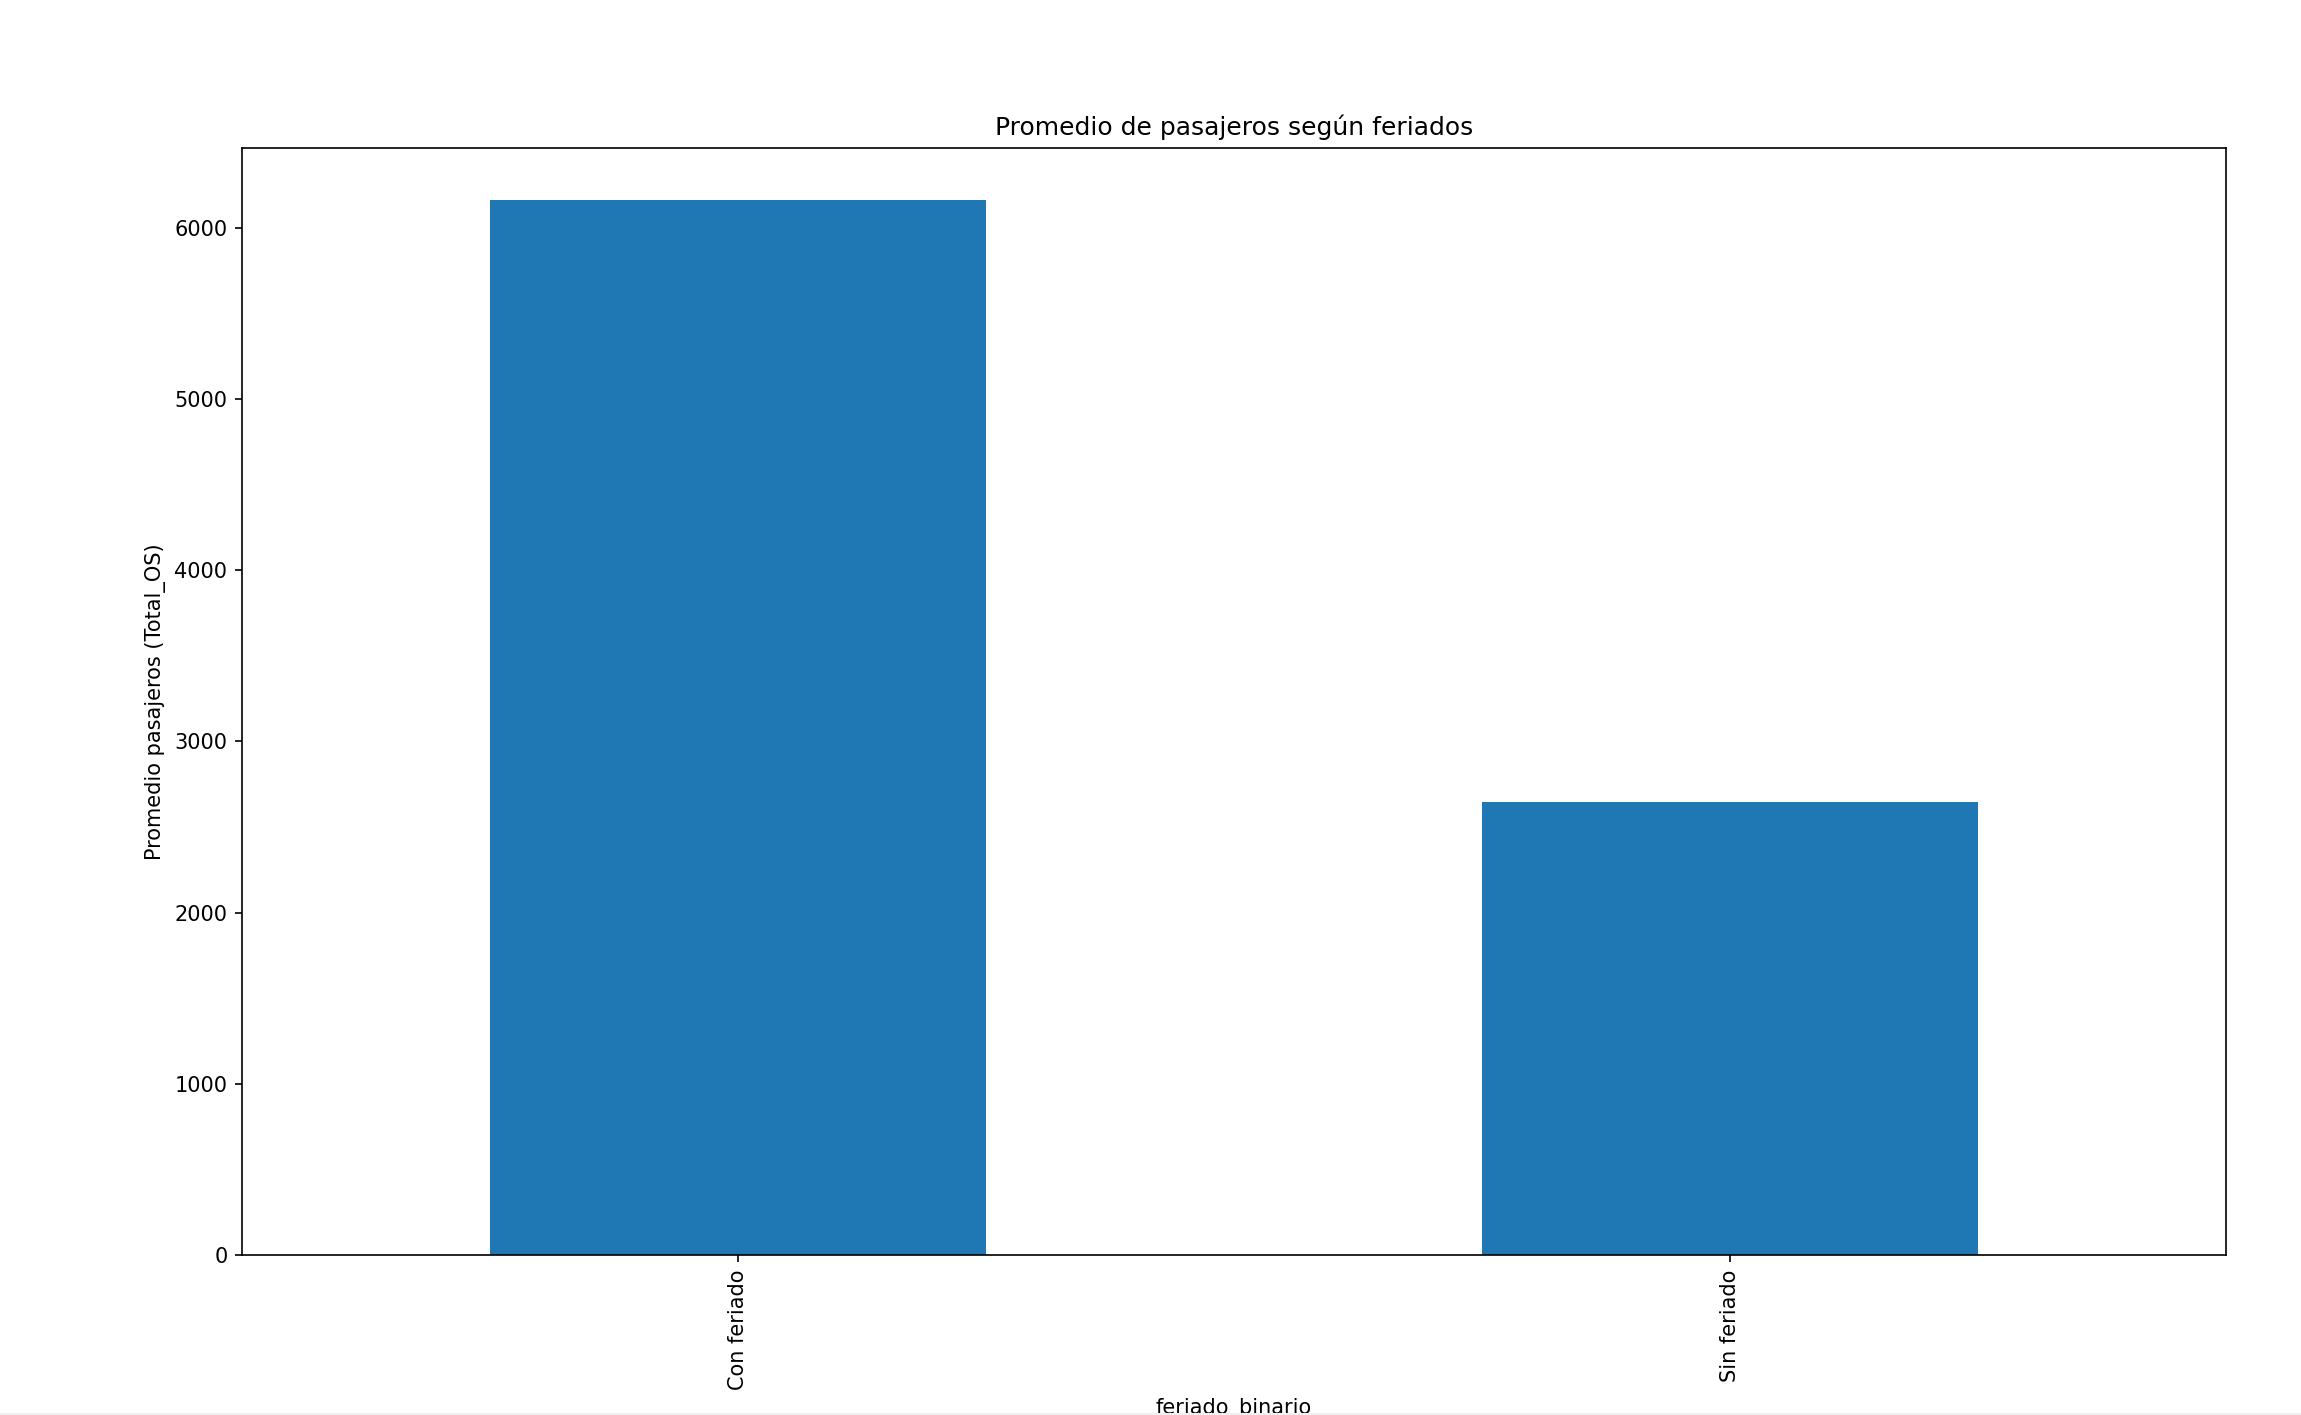 Promedio de pasajeros según feriados
Promedio pasajeros (Total_OS)
6000
5000
4000
3000
2000
1000
0
Con feriado
Sin feriado
feriado_binario